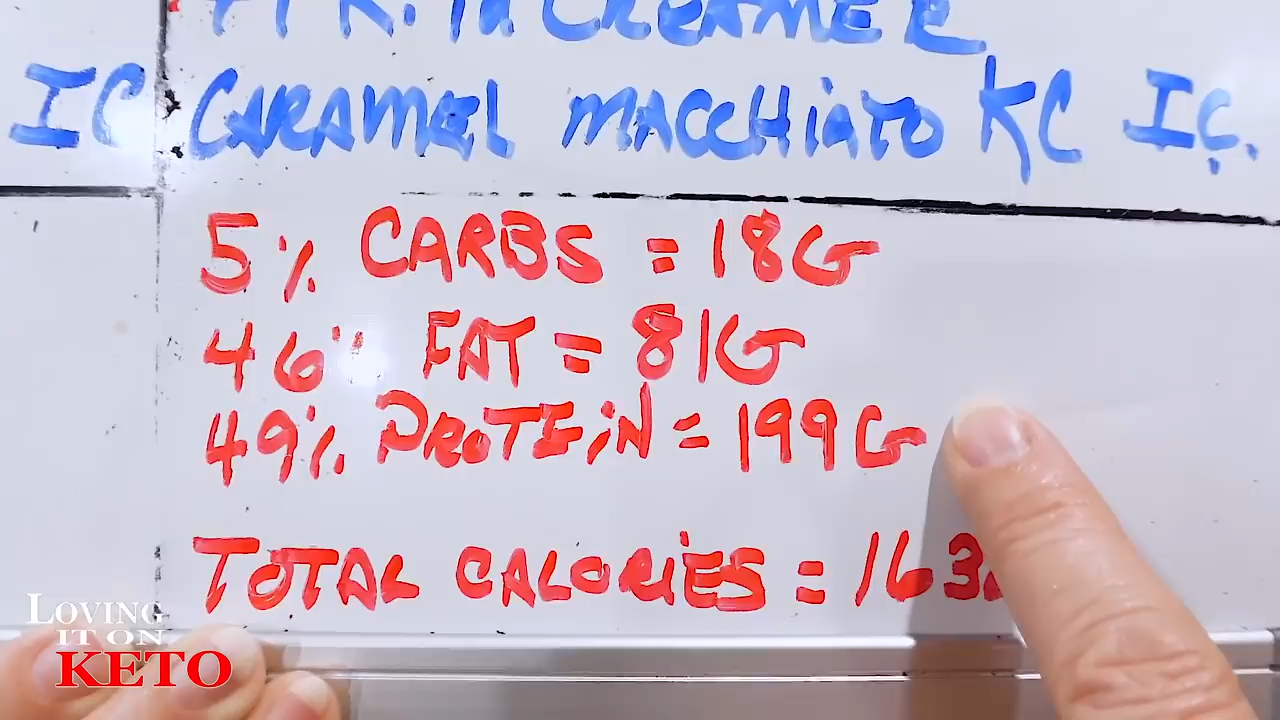 CREAMER
IC CARAMEL MACCHIATO KC IC.
5% CARBS = 18G
46" FAT = 81G
49% PROTEIN = 199G
TOTAL CALORIES = 163
LOVING
IT ON
KETO